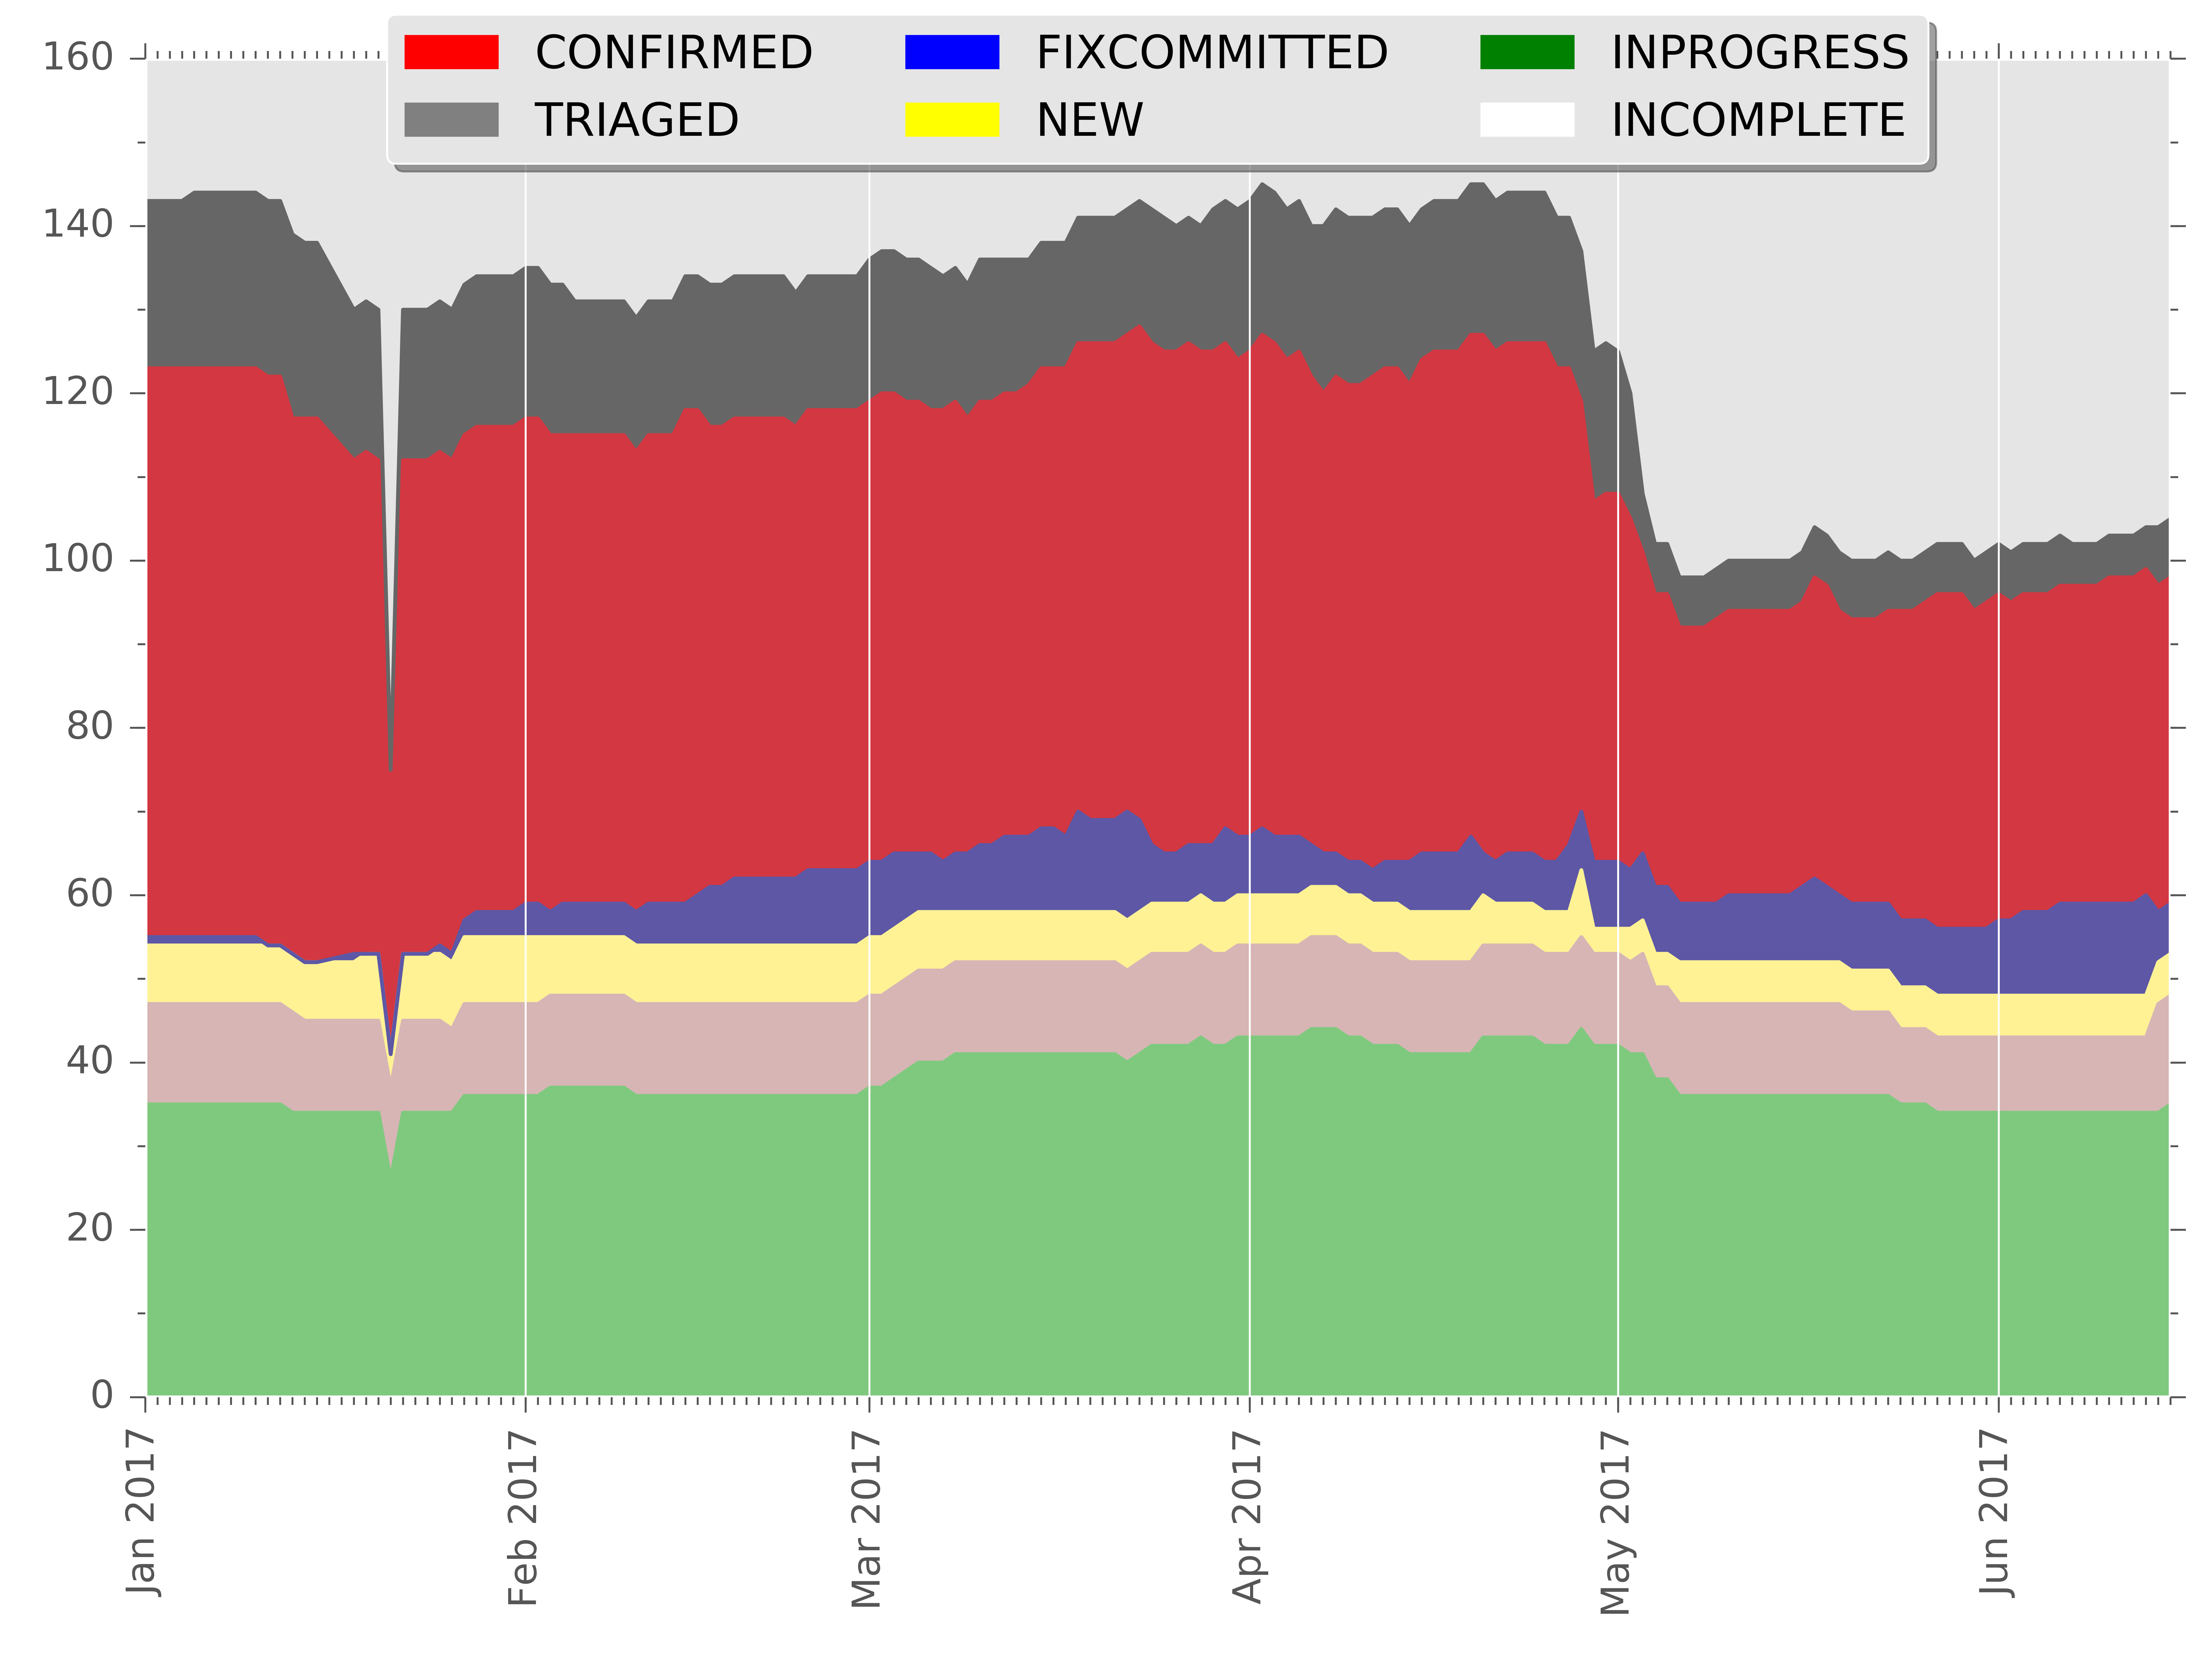 CONFIRMED FIXCOMMITTED INPROGRESS
TRIAGED NEW INCOMPLETE
160
140
120
100
80
60
40
20
0
Jan 2017
Feb 2017
Mar 2017
Apr 2017
May 2017
Jun 2017